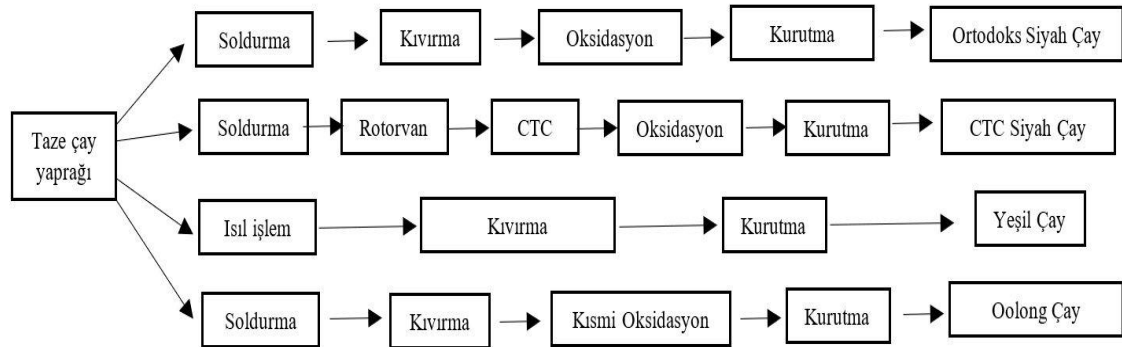 Soldurma
Kıvırma
Oksidasyon
Kurutma
Ortodoks Siyah Çay
Taze çay
yaprağı
Soldurma
Rotorvan
CTC
Oksidasyon
Kurutma
CTC Siyah Çay
Isıl işlem
Kıvırma
Kurutma
Yeşil Çay
Soldurma
Kıvırma
Kısmi Oksidasyon
Kurutma
Oolong Çay